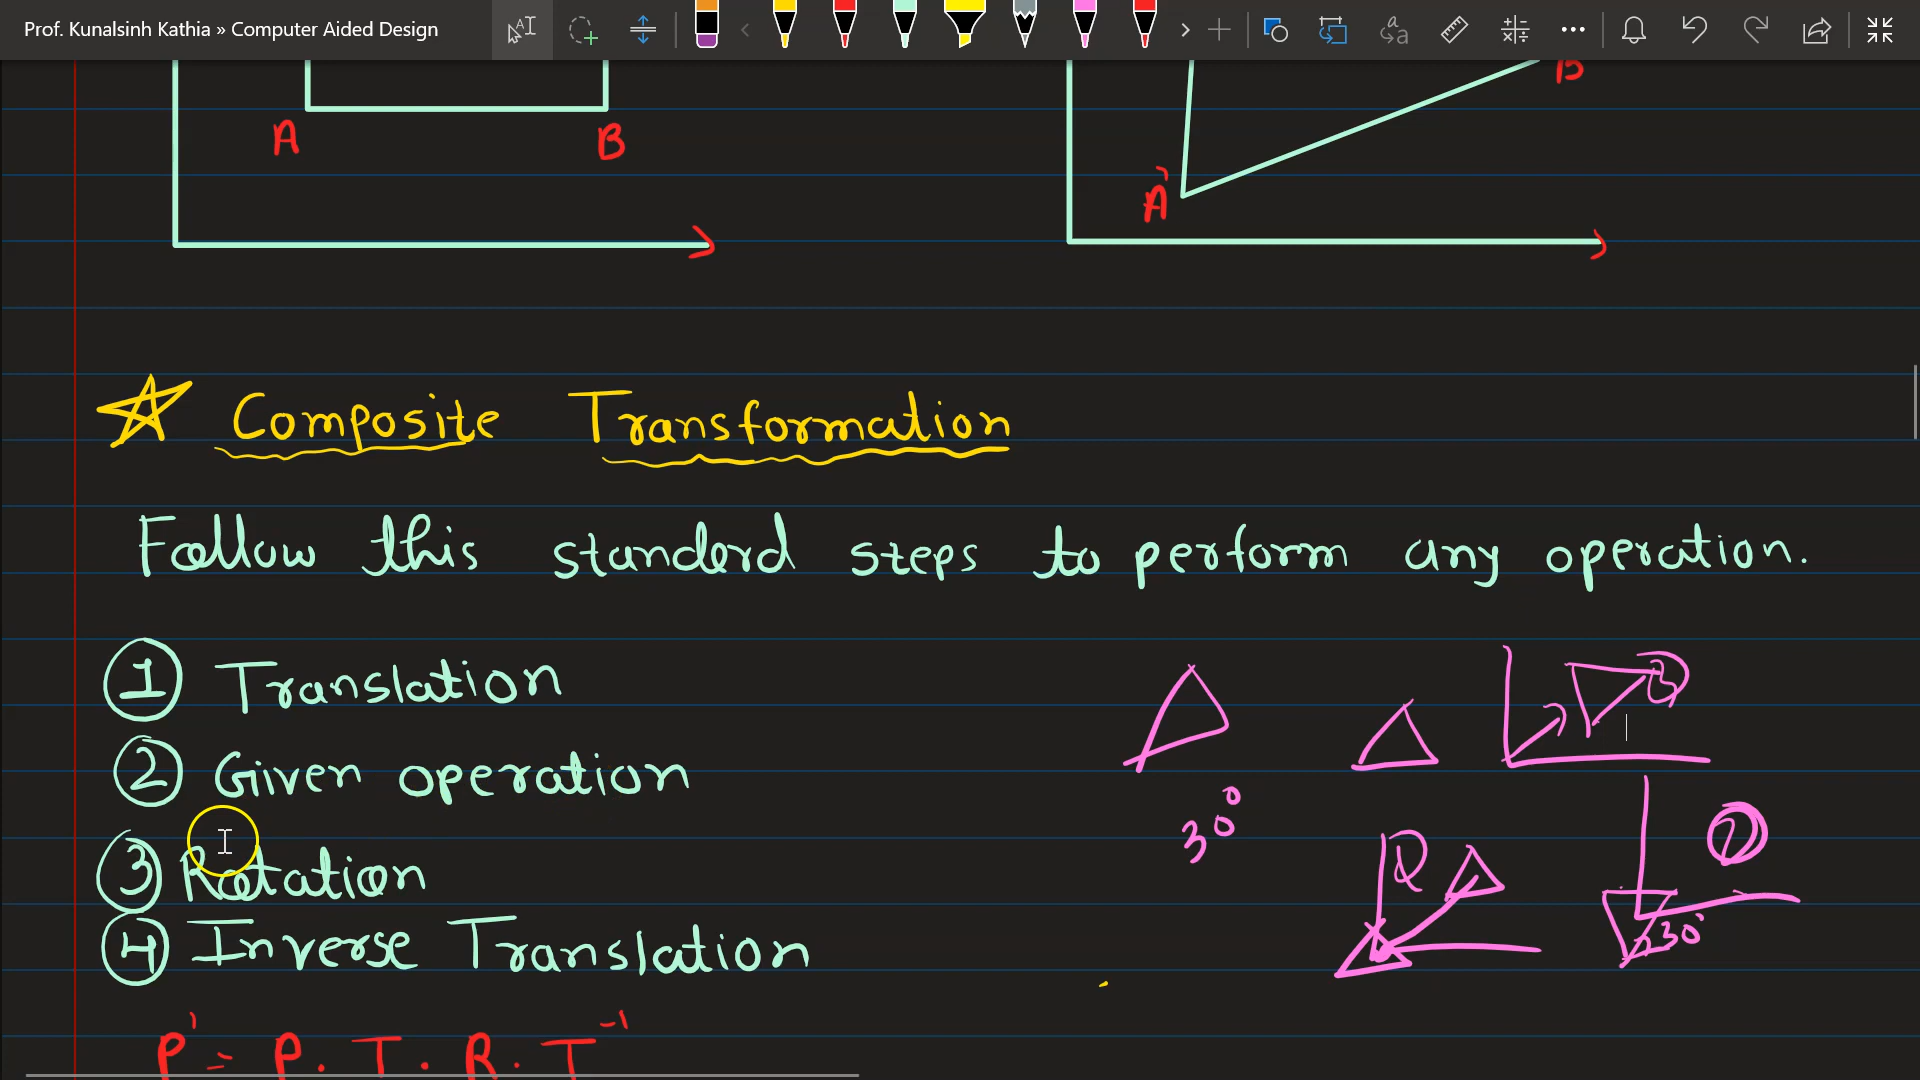 Prof. Kunalsinh Kathia » Computer Aided Design
A B
A' B
Composite Transformation
Follow this standerd steps to perform any operation.
① Translation
② Given operation
③ Rotation
④ Inverse Translation
30°
30°
P' = P . T . R . T⁻¹